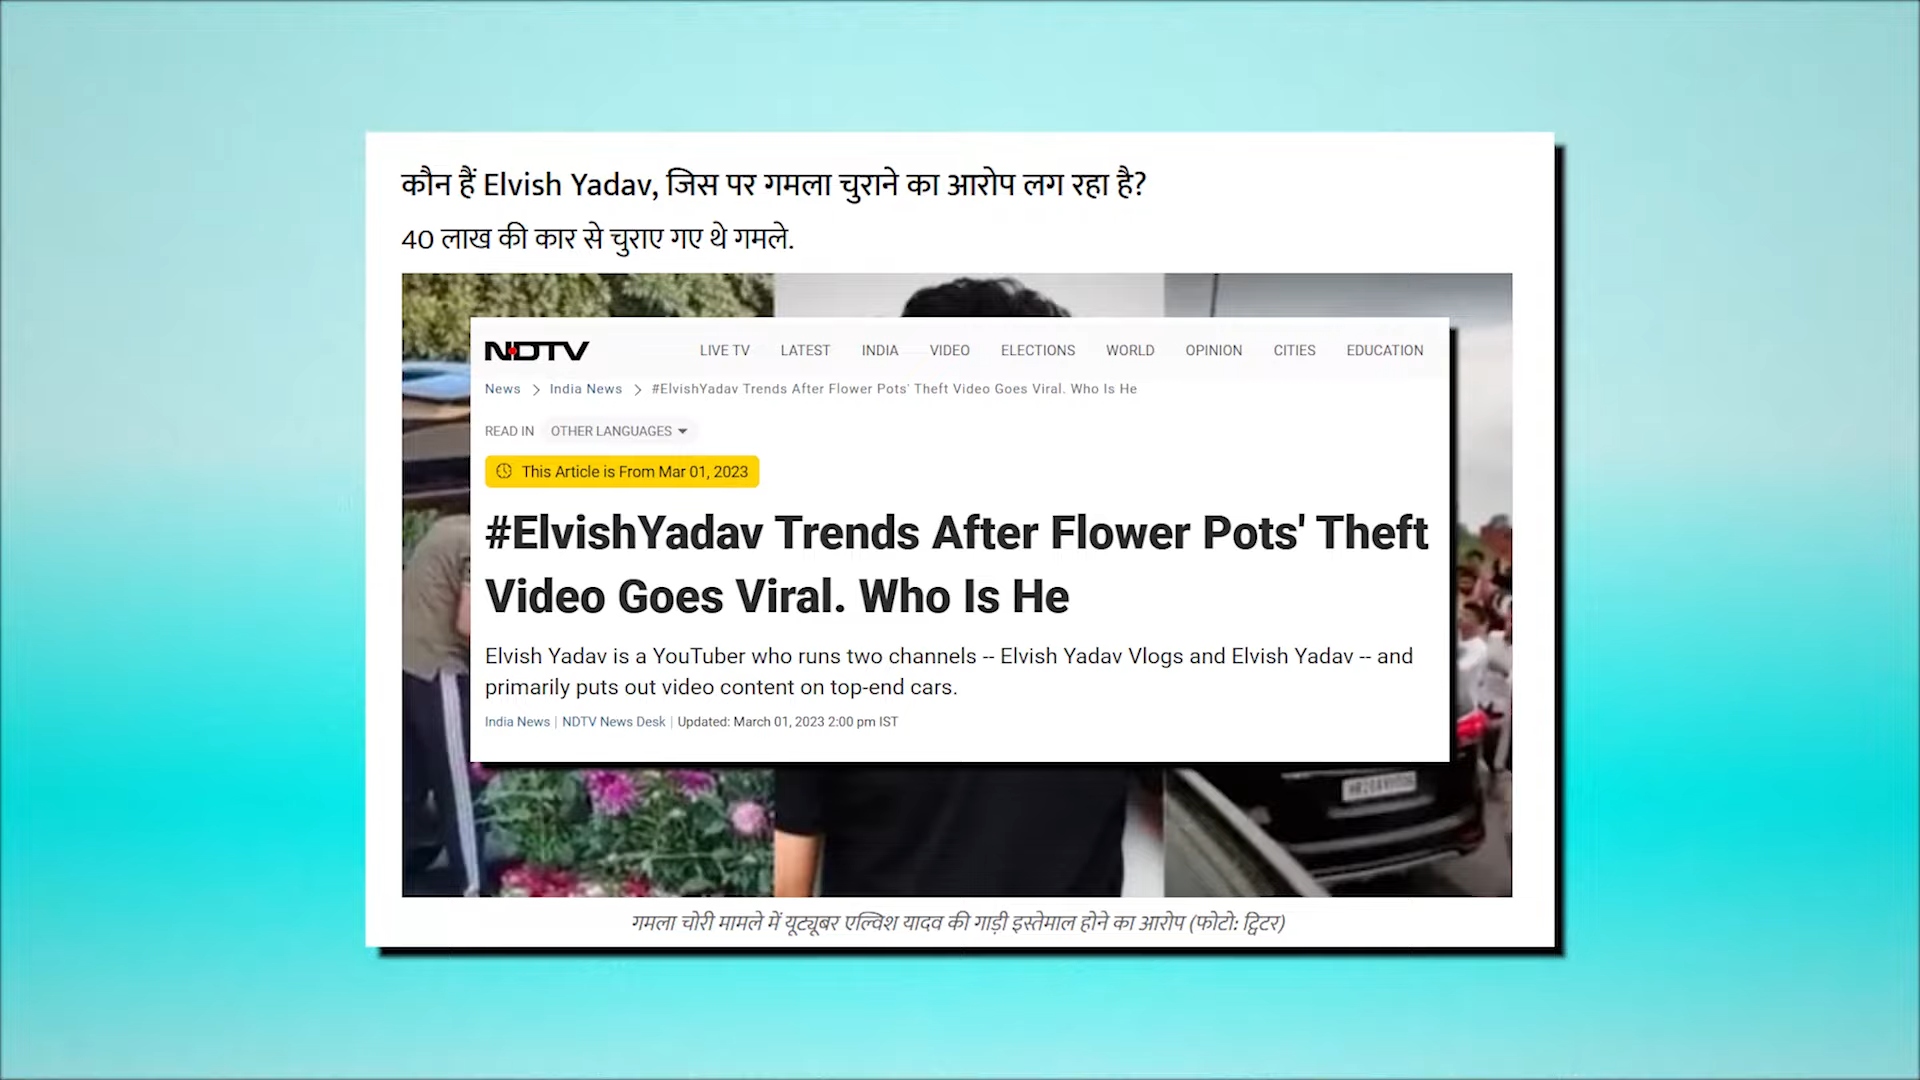 कौन हैं Elvish Yadav, जिस पर गमला चुराने का आरोप लग रहा है?
40 लाख की कार से चुराए गए थे गमले.
NDTV LIVE TV LATEST INDIA VIDEO ELECTIONS WORLD OPINION CITIES EDUCATION
News > India News > #ElvishYadav Trends After Flower Pots' Theft Video Goes Viral. Who Is He
READ IN OTHER LANGUAGES
This Article is From Mar 01, 2023
#ElvishYadav Trends After Flower Pots' Theft
Video Goes Viral. Who Is He
Elvish Yadav is a YouTuber who runs two channels -- Elvish Yadav Vlogs and Elvish Yadav -- and
primarily puts out video content on top-end cars.
India News | NDTV News Desk | Updated: March 01, 2023 2:00 pm IST
गमला चोरी मामले में यूट्यूबर एल्विश यादव की गाड़ी इस्तेमाल होने का आरोप (फोटो: ट्विटर)